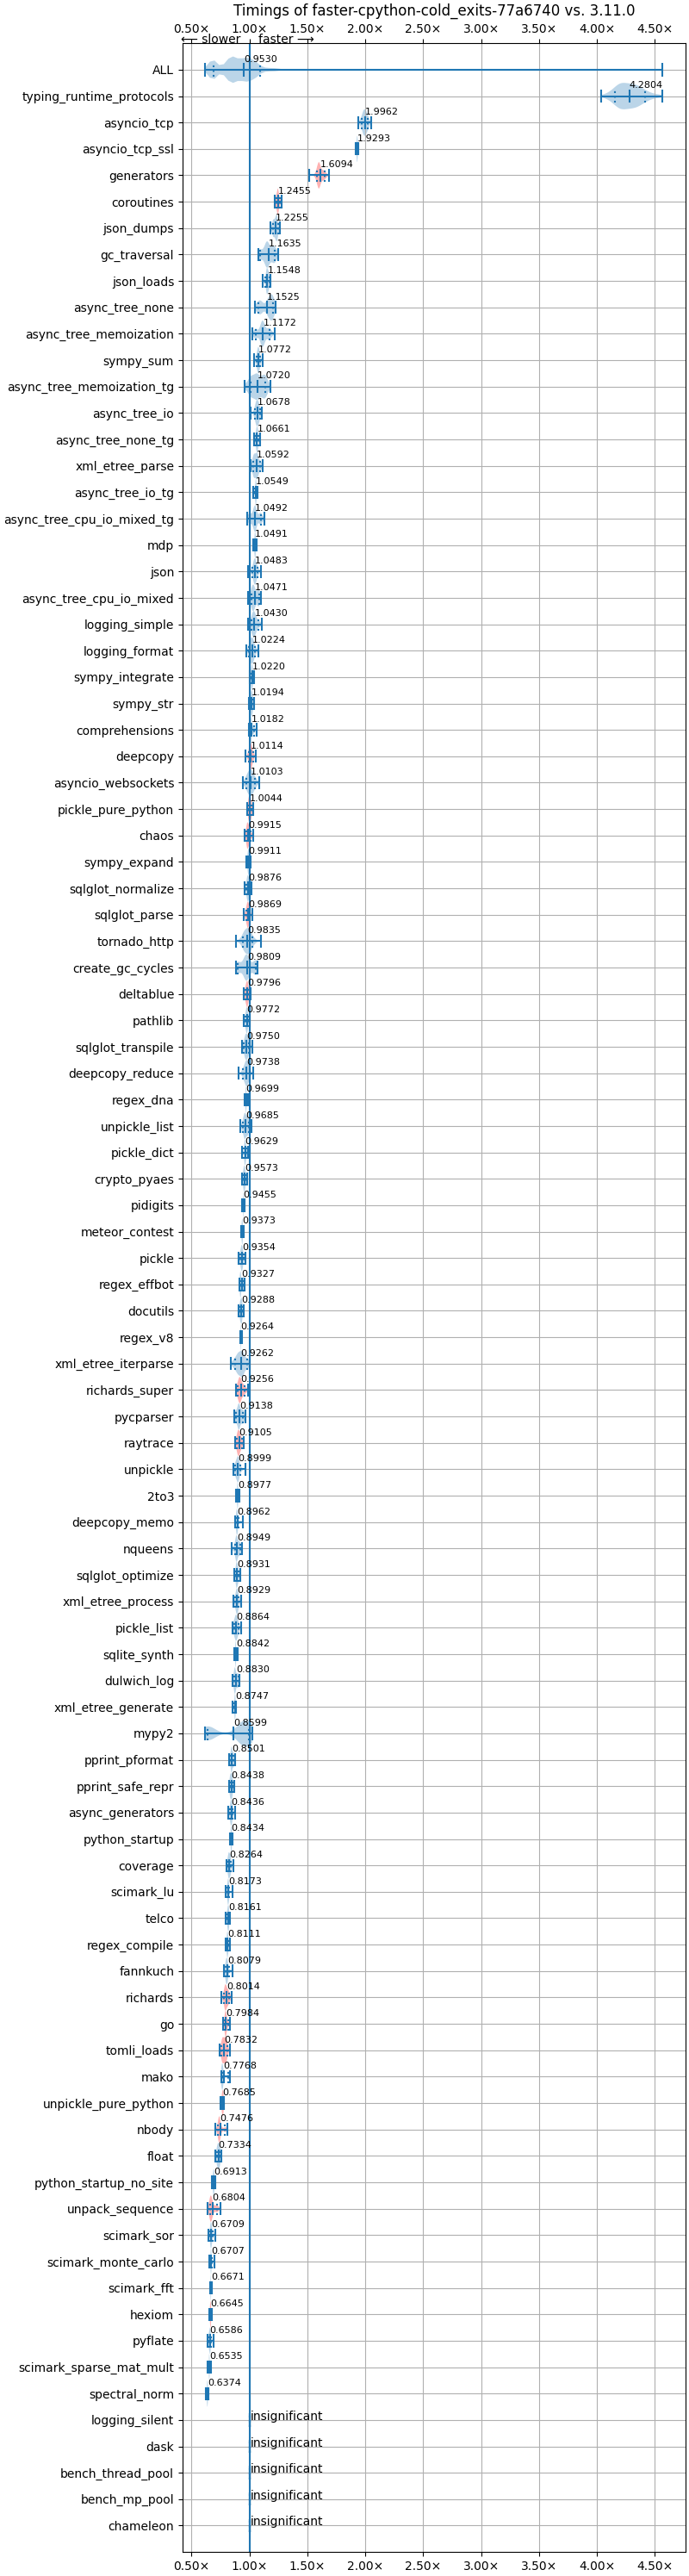 Timings of faster-cpython-cold_exits-77a6740 vs. 3.11.0
0.50× 1.00× 1.50× 2.00× 2.50× 3.00× 3.50× 4.00× 4.50×
⟵ slower faster ⟶
ALL 0.9530
typing_runtime_protocols 4.2804
asyncio_tcp 1.9962
asyncio_tcp_ssl 1.9293
generators 1.6094
coroutines 1.2455
json_dumps 1.2255
gc_traversal 1.1635
json_loads 1.1548
async_tree_none 1.1525
async_tree_memoization 1.1172
sympy_sum 1.0772
async_tree_memoization_tg 1.0720
async_tree_io 1.0678
async_tree_none_tg 1.0661
xml_etree_parse 1.0592
async_tree_io_tg 1.0549
async_tree_cpu_io_mixed_tg 1.0492
mdp 1.0491
json 1.0483
async_tree_cpu_io_mixed 1.0471
logging_simple 1.0430
logging_format 1.0224
sympy_integrate 1.0220
sympy_str 1.0194
comprehensions 1.0182
deepcopy 1.0114
asyncio_websockets 1.0103
pickle_pure_python 1.0044
chaos 0.9915
sympy_expand 0.9911
sqlglot_normalize 0.9876
sqlglot_parse 0.9869
tornado_http 0.9835
create_gc_cycles 0.9809
deltablue 0.9796
pathlib 0.9772
sqlglot_transpile 0.9750
deepcopy_reduce 0.9738
regex_dna 0.9699
unpickle_list 0.9685
pickle_dict 0.9629
crypto_pyaes 0.9573
pidigits 0.9455
meteor_contest 0.9373
pickle 0.9354
regex_effbot 0.9327
docutils 0.9288
regex_v8 0.9264
xml_etree_iterparse 0.9262
richards_super 0.9256
pycparser 0.9138
raytrace 0.9105
unpickle 0.8999
2to3 0.8977
deepcopy_memo 0.8962
nqueens 0.8949
sqlglot_optimize 0.8931
xml_etree_process 0.8929
pickle_list 0.8864
sqlite_synth 0.8842
dulwich_log 0.8830
xml_etree_generate 0.8747
mypy2 0.8599
pprint_pformat 0.8501
pprint_safe_repr 0.8438
async_generators 0.8436
python_startup 0.8434
coverage 0.8264
scimark_lu 0.8173
telco 0.8161
regex_compile 0.8111
fannkuch 0.8079
richards 0.8014
go 0.7984
tomli_loads 0.7832
mako 0.7768
unpickle_pure_python 0.7685
nbody 0.7476
float 0.7334
python_startup_no_site 0.6913
unpack_sequence 0.6804
scimark_sor 0.6709
scimark_monte_carlo 0.6707
scimark_fft 0.6671
hexiom 0.6645
pyflate 0.6586
scimark_sparse_mat_mult 0.6535
spectral_norm 0.6374
logging_silent insignificant
dask insignificant
bench_thread_pool insignificant
bench_mp_pool insignificant
chameleon insignificant
0.50× 1.00× 1.50× 2.00× 2.50× 3.00× 3.50× 4.00× 4.50×